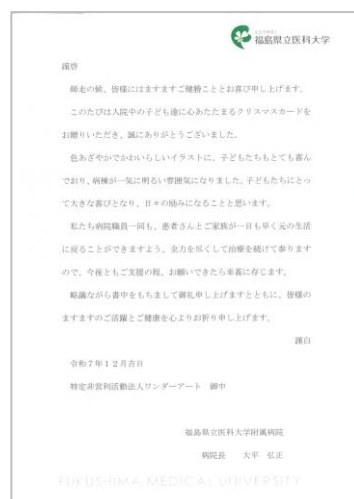 福島県立医科大学
謹啓
師走の候、皆様にはますますご健勝こととお喜び申し上げます。
このたびは入院中の子ども達に心あたたまるクリスマスカードを
お贈りいただき、誠にありがとうございました。
色あざやかでかわいらしいイラストに、子どもたちもとても喜ん
でおり、病棟が一気に明るい雰囲気になりました。子どもたちにとっ
て大きな喜びとなり、日々の励みになることと思います。
私たち病院職員一同も、患者さんとご家族が一日も早く元の生活
に戻ることができますよう、全力を尽くして治療を続けて参ります
ので、今後ともご支援の程、お願いできたら幸甚に存じます。
略儀ながら書中をもちまして御礼申し上げますとともに、皆様の
ますますのご活躍とご健康を心よりお祈り申し上げます。
謹白
令和7年12月吉日
特定非営利活動法人ワンダーアート 御中
福島県立医科大学附属病院
病院長 大平 弘正
FUKUSHIMA MEDICAL UNIVERSITY